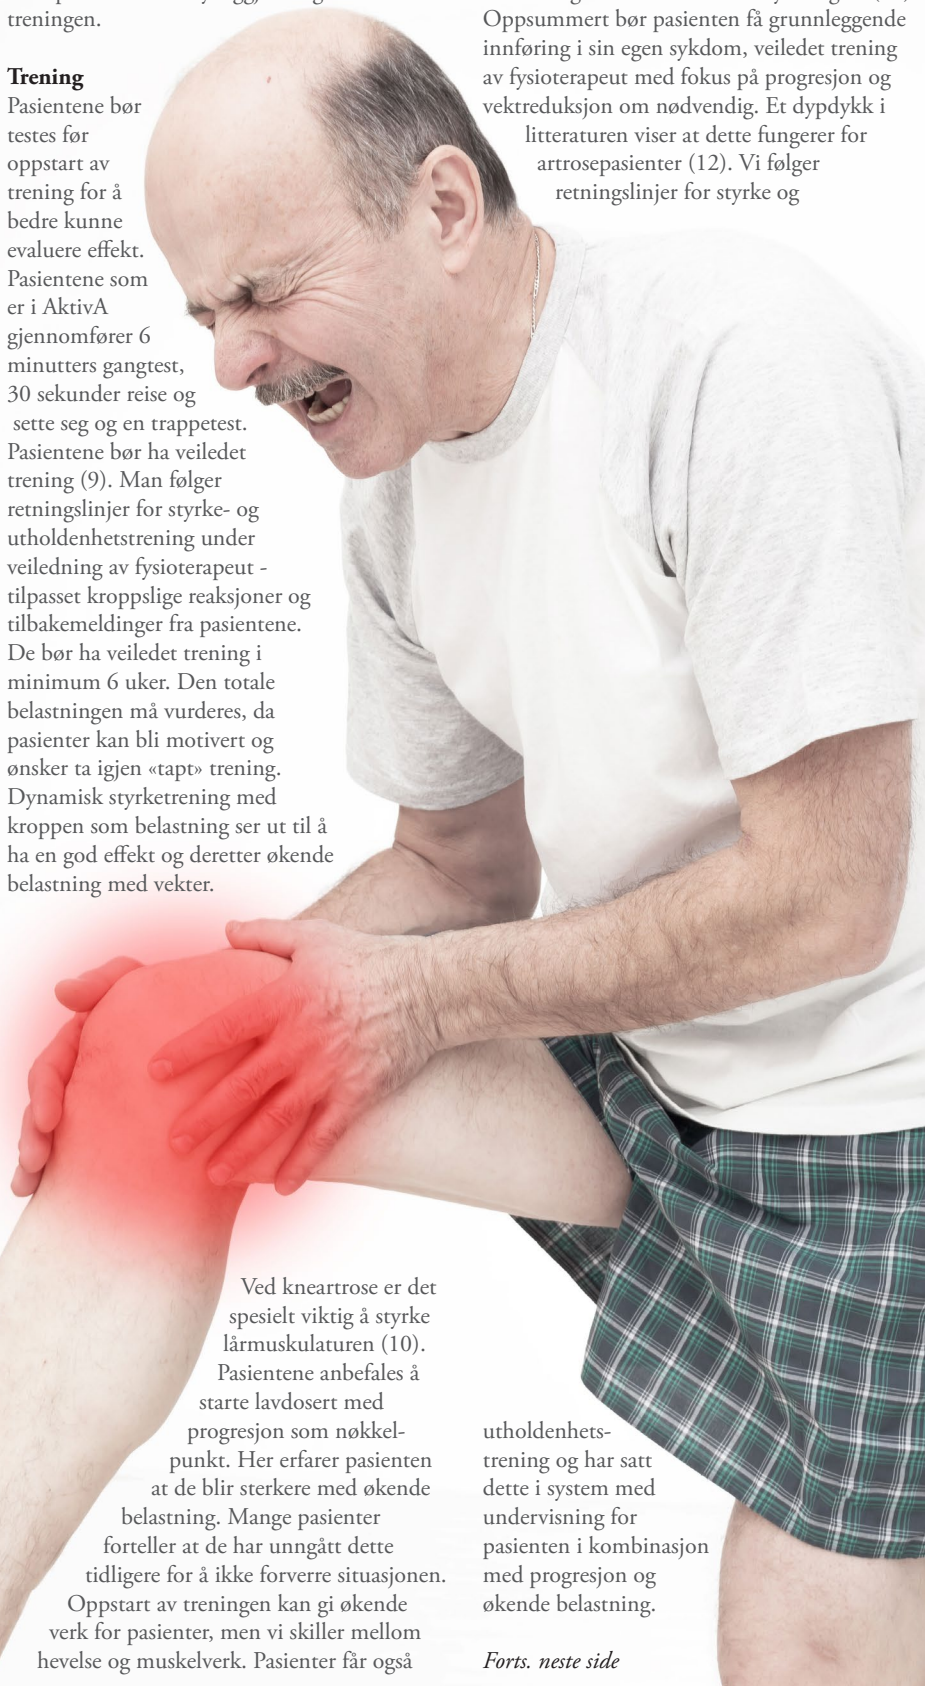 treningen.
Trening
Pasientene bør
testes før
oppstart av
trening for å
bedre kunne
evaluere effekt.
Pasientene som
er i AktivA
gjennomfører 6
minutters gangtest,
30 sekunder reise og
sette seg og en trappetest.
Pasientene bør ha veiledet
trening (9). Man følger
retningslinjer for styrke- og
utholdenhetstrening under
veiledning av fysioterapeut -
tilpasset kroppslige reaksjoner og
tilbakemeldinger fra pasientene.
De bør ha veiledet trening i
minimum 6 uker. Den totale
belastningen må vurderes, da
pasienter kan bli motivert og
ønsker ta igjen «tapt» trening.
Dynamisk styrketrening med
kroppen som belastning ser ut til å
ha en god effekt og deretter økende
belastning med vekter.
Ved kneartrose er det
spesielt viktig å styrke
lårmuskulaturen (10).
Pasientene anbefales å
starte lavdosert med
progresjon som nøkkel-
punkt. Her erfarer pasienten
at de blir sterkere med økende
belastning. Mange pasienter
forteller at de har unngått dette
tidligere for å ikke forverre situasjonen.
Oppstart av treningen kan gi økende
verk for pasienter, men vi skiller mellom
hevelse og muskelverk. Pasienter får også
Oppsummert bør pasienten få grunnleggende
innføring i sin egen sykdom, veiledet trening
av fysioterapeut med fokus på progresjon og
vektreduksjon om nødvendig. Et dypdykk i
litteraturen viser at dette fungerer for
artrosepasienter (12). Vi følger
retningslinjer for styrke og
utholdenhets-
trening og har satt
dette i system med
undervisning for
pasienten i kombinasjon
med progresjon og
økende belastning.
Forts. neste side